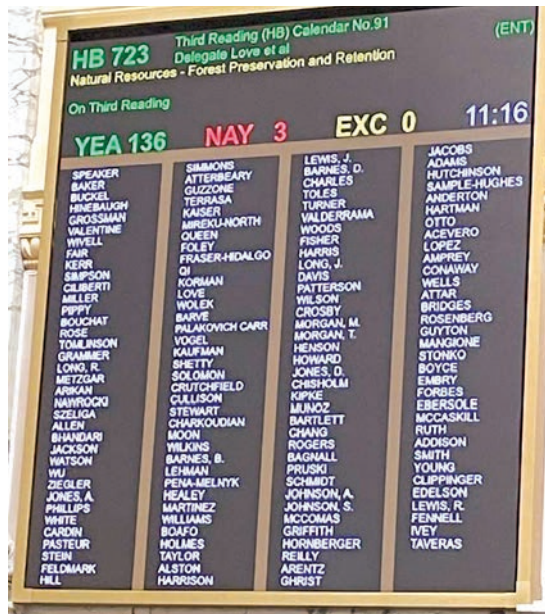 HB 723
Third Reading (HB) Calendar No.91
(ENT)
Delegate Love et al
Natural Resources - Forest Preservation and Retention
On Third Reading
YEA 136 NAY 3 EXC 0 11:16
SPEAKER
BAKER
BUCKEL
HINEBAUGH
GROSSMAN
VALENTINE
WIVELL
FAIR
KERR
SIMPSON
CILIBERTI
MILLER
PIPPY
BOUCHAT
ROSE
TOMLINSON
GRAMMER
LONG, R.
METZGAR
ARIKAN
NAWROCKI
SZELIGA
ALLEN
BHANDARI
JACKSON
WATSON
WU
ZIEGLER
JONES, A.
PHILLIPS
WHITE
CARDIN
PASTEUR
STEIN
FELDMARK
HILL
SIMMONS
ATTERBEARY
GUZZONE
TERRASA
KAISER
MIREKU-NORTH
QUEEN
FOLEY
FRASER-HIDALGO
QI
KORMAN
LOVE
WOLEK
BARVE
PALAKOVICH CARR
VOGEL
KAUFMAN
SHETTY
SOLOMON
CRUTCHFIELD
CULLISON
STEWART
CHARKOUDIAN
MOON
WILKINS
BARNES, B.
LEHMAN
PENA-MELNYK
HEALEY
MARTINEZ
WILLIAMS
BOAFO
HOLMES
TAYLOR
ALSTON
HARRISON
LEWIS, J.
BARNES, D.
CHARLES
TOLES
TURNER
VALDERRAMA
WOODS
FISHER
HARRIS
LONG, J.
DAVIS
PATTERSON
WILSON
CROSBY
MORGAN, M.
MORGAN, T.
HENSON
HOWARD
JONES, D.
CHISHOLM
KIPKE
MUNOZ
BARTLETT
CHANG
ROGERS
BAGNALL
PRUSKI
SCHMIDT
JOHNSON, A.
JOHNSON, S.
MCCOMAS
GRIFFITH
HORNBERGER
REILLY
ARENTZ
GHRIST
JACOBS
ADAMS
HUTCHINSON
SAMPLE-HUGHES
ANDERTON
HARTMAN
OTTO
ACEVERO
LOPEZ
AMPREY
CONAWAY
WELLS
ATTAR
BRIDGES
ROSENBERG
GUYTON
MANGIONE
STONKO
BOYCE
EMBRY
FORBES
EBERSOLE
MCCASKILL
RUTH
ADDISON
SMITH
YOUNG
CLIPPINGER
EDELSON
LEWIS, R.
FENNELL
IVEY
TAVERAS